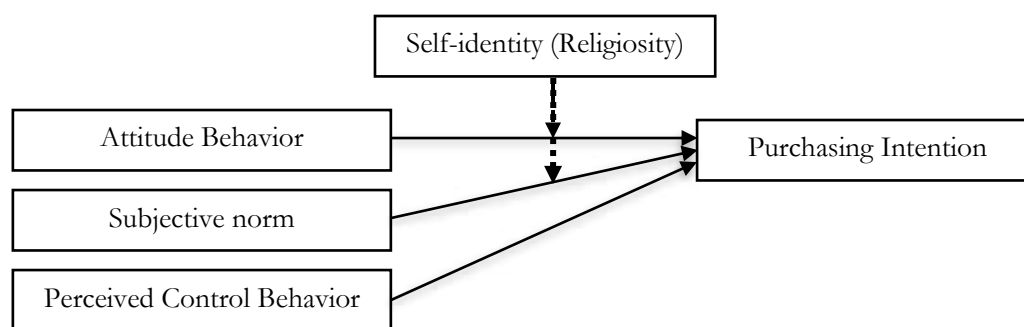 Self-identity (Religiosity)
Attitude Behavior
Purchasing Intention
Subjective norm
Perceived Control Behavior